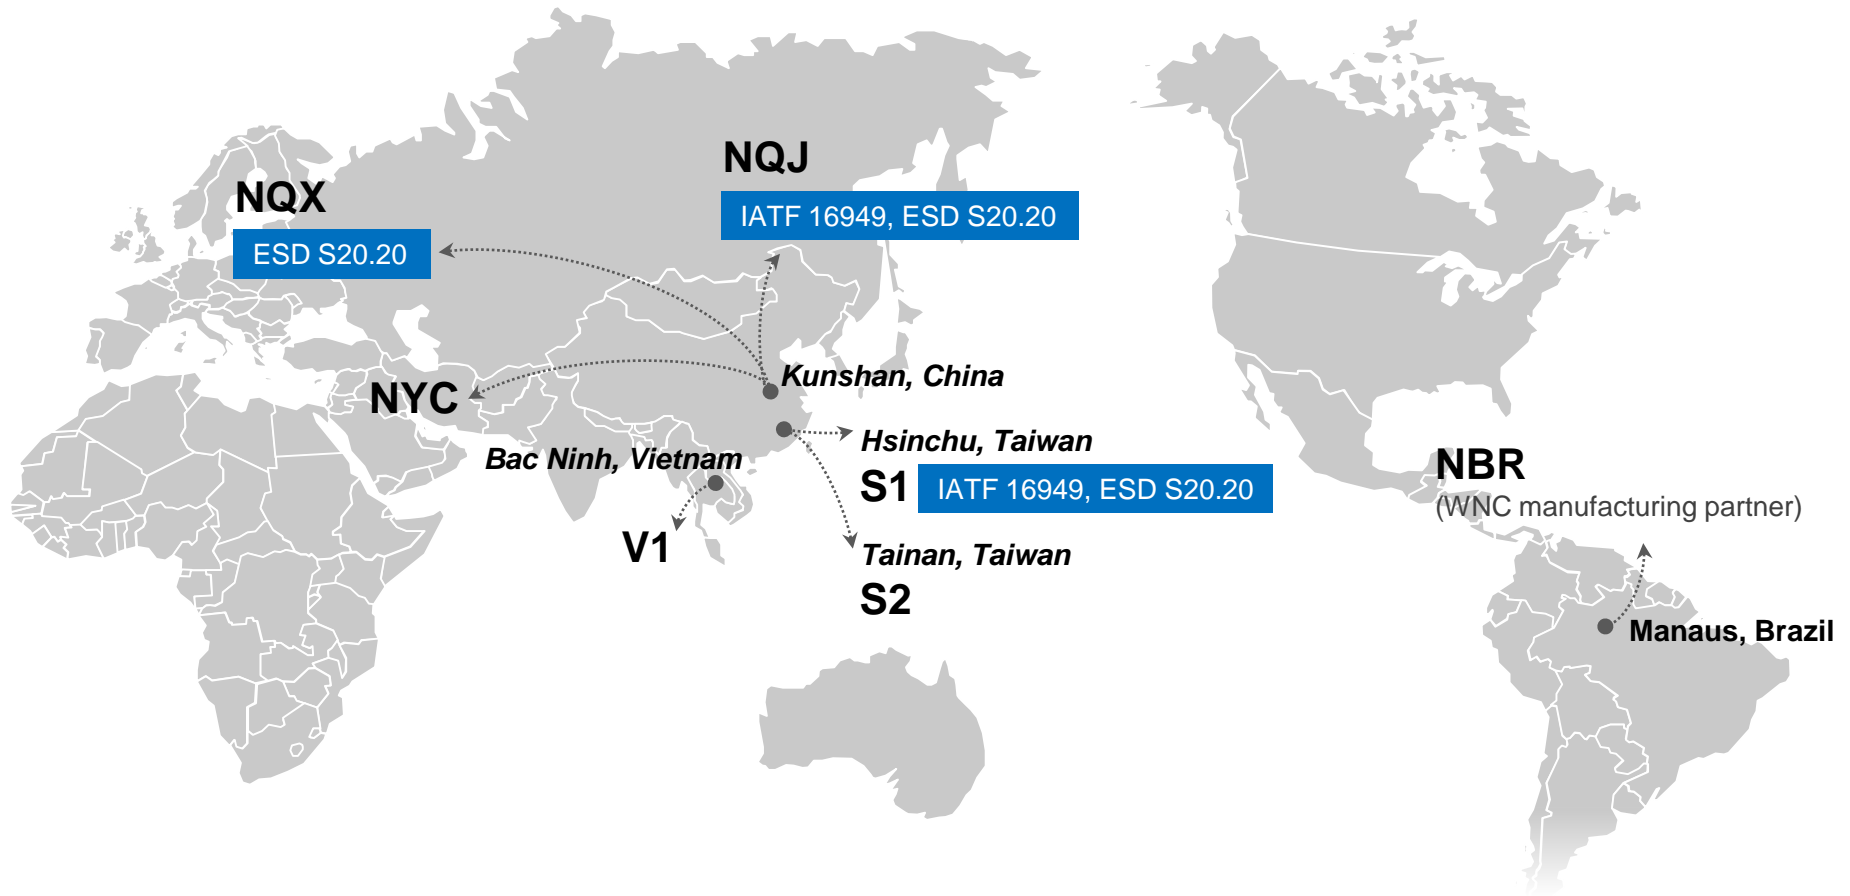 NQJ
IATF 16949, ESD S20.20
NQX
ESD S20.20
Kunshan, China
NYC
Hsinchu, Taiwan
S1
IATF 16949, ESD S20.20
Bac Ninh, Vietnam
V1
Tainan, Taiwan
S2
NBR
(WNC manufacturing partner)
Manaus, Brazil